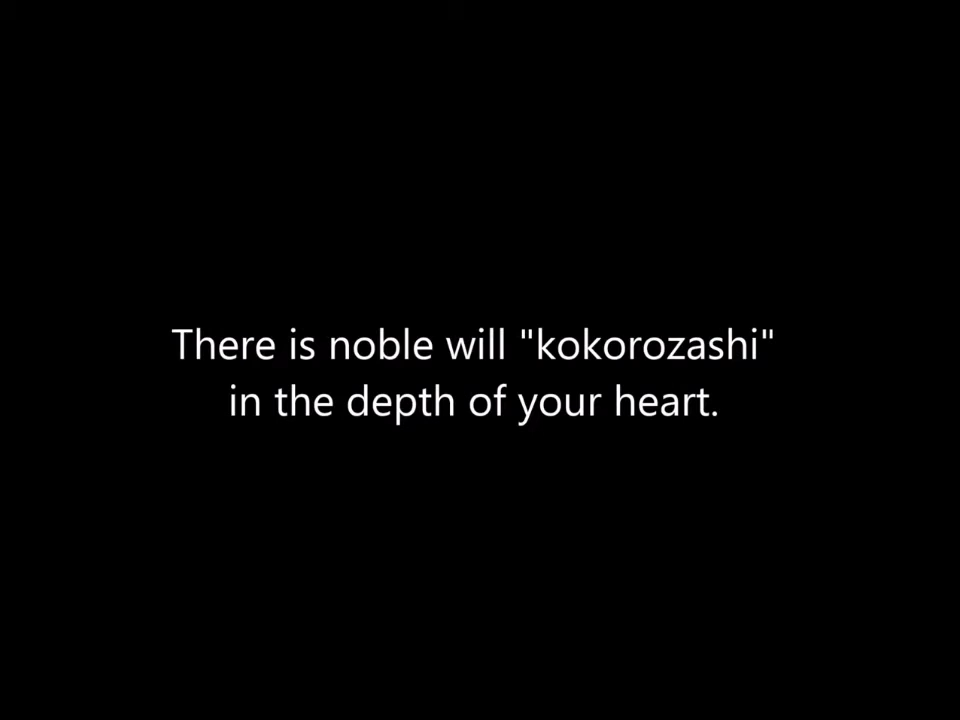 There is noble will "kokorozashi"
in the depth of your heart.